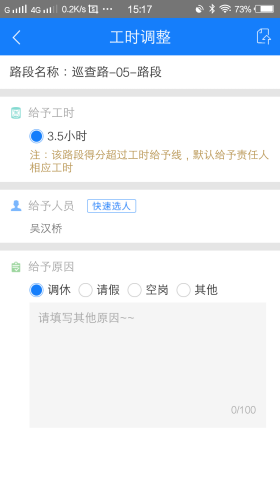 G 4G 0.2K/s ··· 15:17 73%
工时调整
路段名称：巡查路-05-路段
给予工时
3.5小时
注：该路段得分超过工时给予线，默认给予责任人
相应工时
给予人员 快速选人
吴汉桥
给予原因
调休 请假 空岗 其他
请填写其他原因~~
0/100